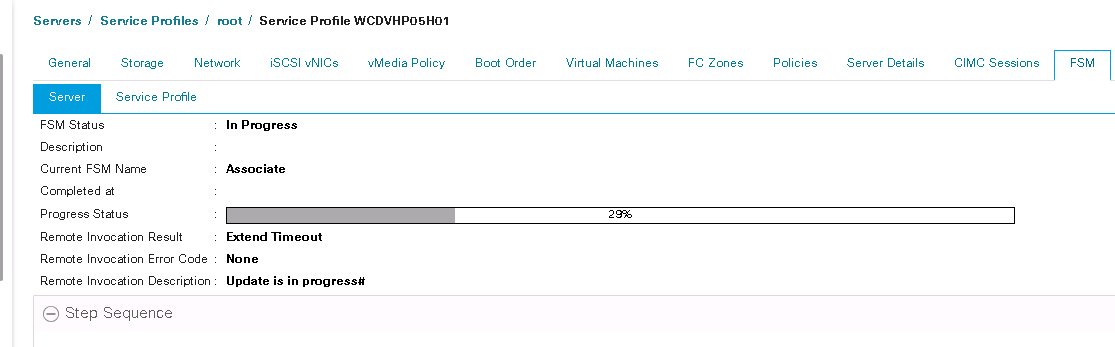 Servers / Service Profiles / root / Service Profile WCDVHP05H01
General Storage Network iSCSI vNICs vMedia Policy Boot Order Virtual Machines FC Zones Policies Server Details CIMC Sessions FSM
Server Service Profile
FSM Status : In Progress
Description :
Current FSM Name : Associate
Completed at :
Progress Status : 29%
Remote Invocation Result : Extend Timeout
Remote Invocation Error Code : None
Remote Invocation Description : Update is in progress#
Step Sequence